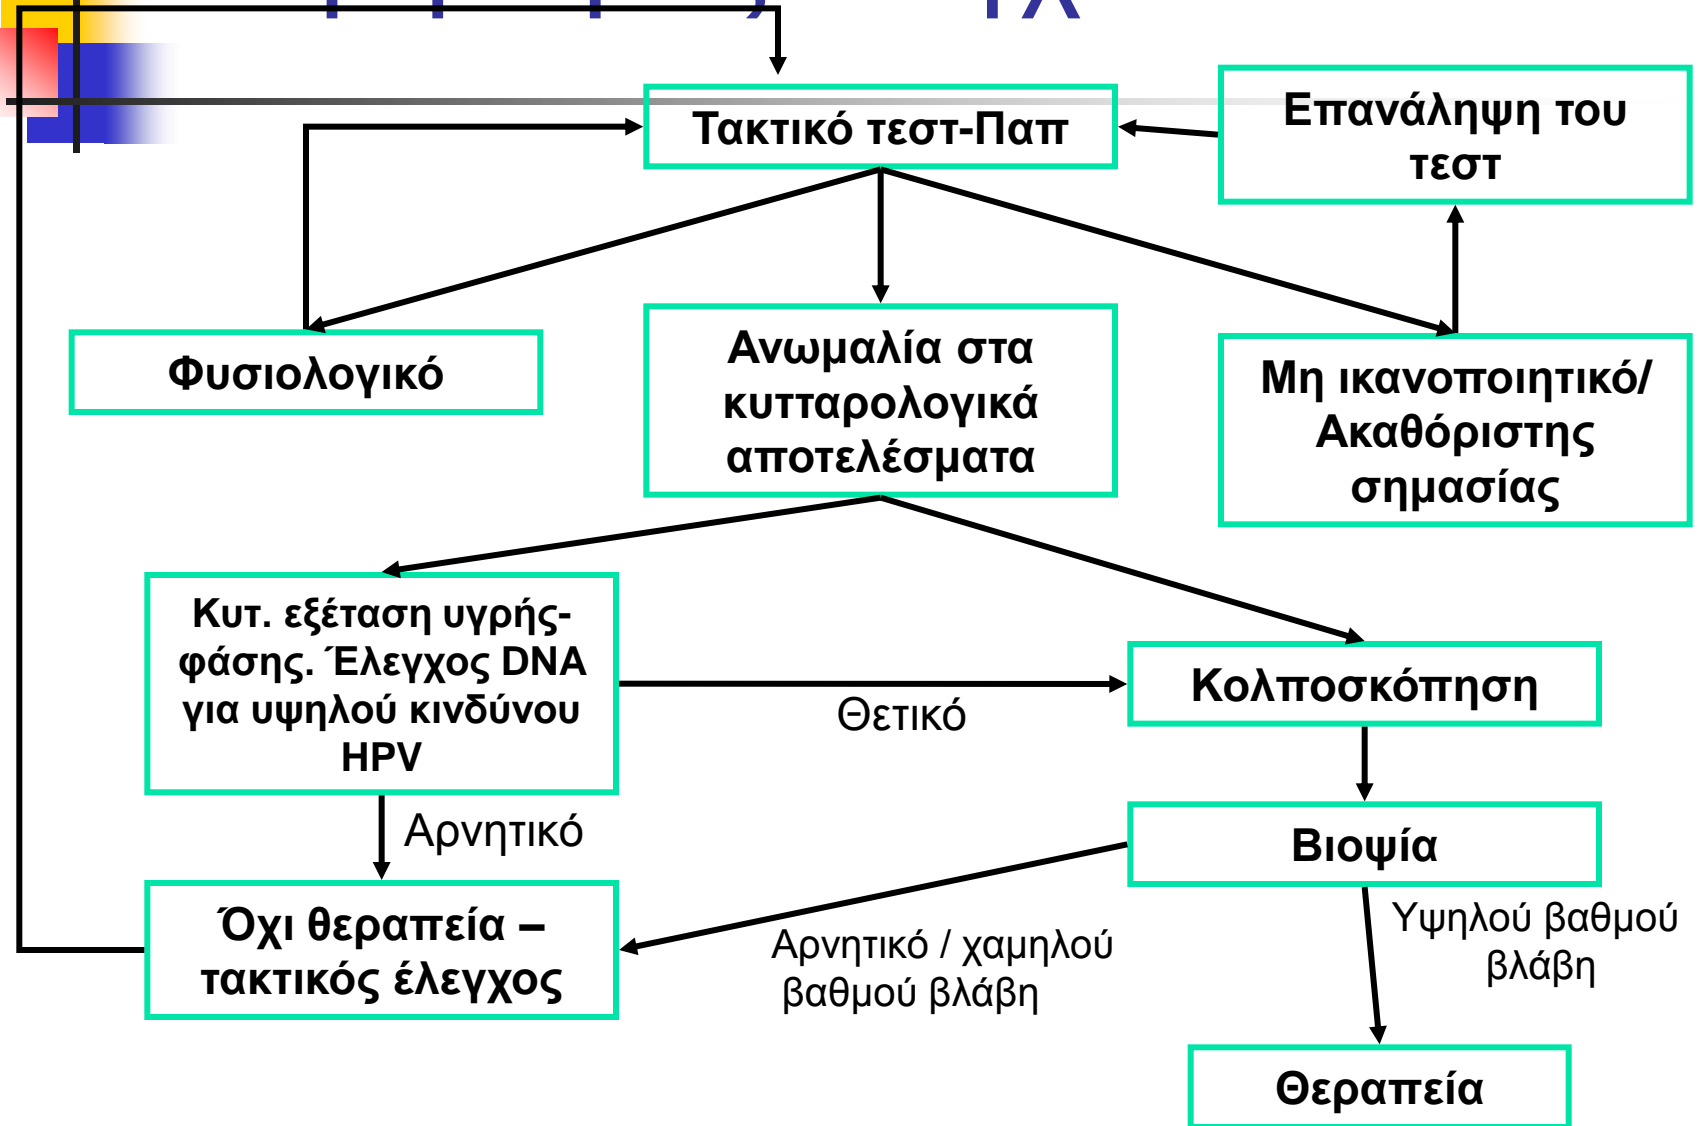 Τακτικό τεστ-Παπ
Επανάληψη του
τεστ
Φυσιολογικό
Ανωμαλία στα
κυτταρολογικά
αποτελέσματα
Μη ικανοποιητικό/
Ακαθόριστης
σημασίας
Κυτ. εξέταση υγρής-
φάσης. Έλεγχος DNA
για υψηλού κινδύνου
HPV
Θετικό
Κολποσκόπηση
Αρνητικό
Βιοψία
Όχι θεραπεία –
τακτικός έλεγχος
Αρνητικό / χαμηλού
βαθμού βλάβη
Υψηλού βαθμού
βλάβη
Θεραπεία